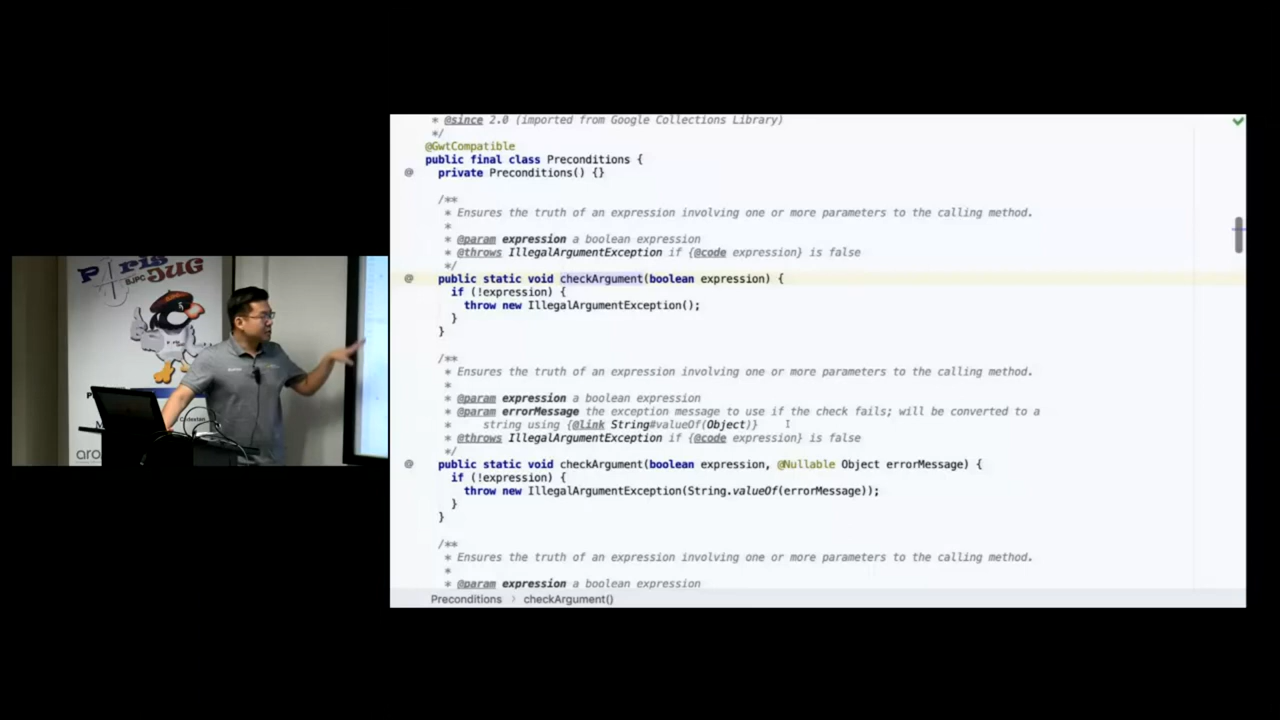 Paris
JUG
BJPC
aro
* @since 2.0 (imported from Google Collections Library)
*/
@GwtCompatible
public final class Preconditions {
@ private Preconditions() {}
/**
* Ensures the truth of an expression involving one or more parameters to the calling method.
*
* @param expression a boolean expression
* @throws IllegalArgumentException if {@code expression} is false
*/
@ public static void checkArgument(boolean expression) {
if (!expression) {
throw new IllegalArgumentException();
}
}
/**
* Ensures the truth of an expression involving one or more parameters to the calling method.
*
* @param expression a boolean expression
* @param errorMessage the exception message to use if the check fails; will be converted to a
* string using {@link String#valueOf(Object)}
* @throws IllegalArgumentException if {@code expression} is false
*/
@ public static void checkArgument(boolean expression, @Nullable Object errorMessage) {
if (!expression) {
throw new IllegalArgumentException(String.valueOf(errorMessage));
}
}
/**
* Ensures the truth of an expression involving one or more parameters to the calling method.
*
* @param expression a boolean expression
Preconditions › checkArgument()